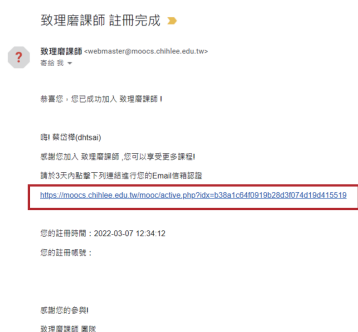 致理磨課師 註冊完成
致理磨課師 <webmaster@moocs.chihlee.edu.tw>
寄給 我
恭喜您，您已成功加入 致理磨課師！
嗨! 蔡岱樺(dhtsai)
感謝您加入 致理磨課師 ,您可以享受更多課程!
請於3天內點擊下列連結進行您的Email信箱認證
https://moocs.chihlee.edu.tw/mooc/active.php?idx=b38a1c64f0919b28d3f074d19d415519
您的註冊時間：2022-03-07 12:34:12
您的註冊帳號：
感謝您的參與!
致理磨課師 團隊